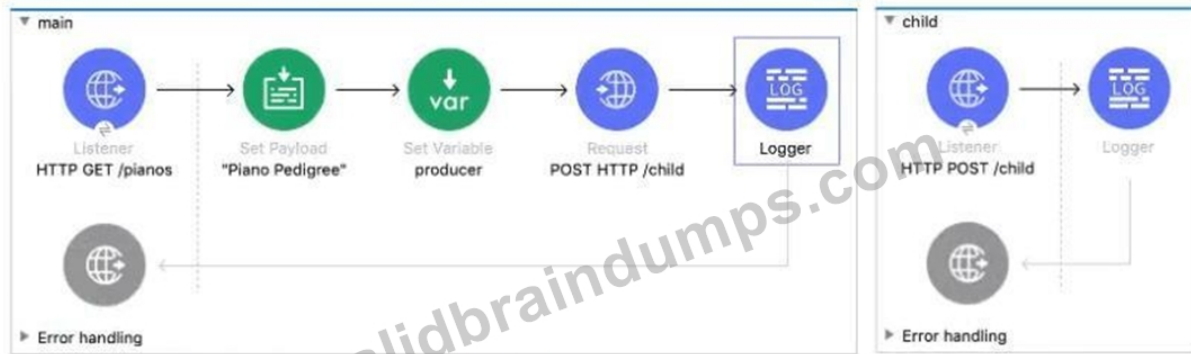 main
Listener
HTTP GET /pianos
Set Payload
"Piano Pedigree"
Set Variable
producer
Request
POST HTTP /child
Logger
Error handling
child
Listener
HTTP POST /child
Logger
Error handling
var
LOG
LOG
alidbraindumps.com